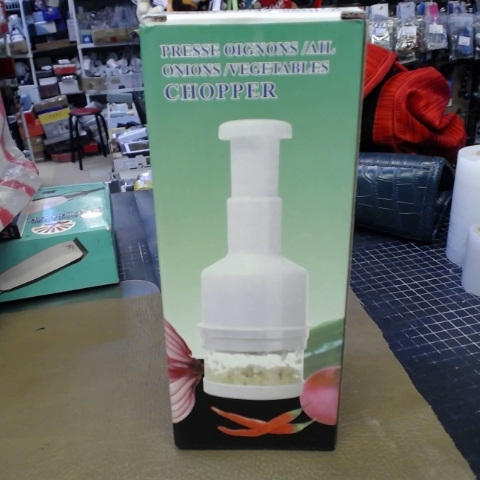 PRESSE OIGNONS /AIL
ONIONS /VEGETABLES
CHOPPER